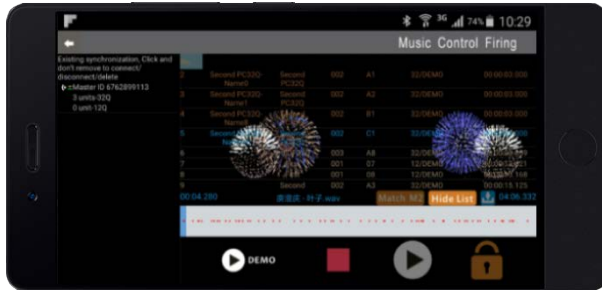 3G 74% 10:29
Music Control Firing
Existing synchronization, Click and
don't remove to connect/
disconnect/delete
Master ID 6762899113
3 units-32Q
0 unit-12Q
2 Second PC32Q Second 002 A1 32/DEMO 00:00:03.000
Name0 PC32Q
3 Second PC32Q Second 002 A2 32/DEMO 00:00:03.000
Name1 PC32Q
4 Second PC32Q 002 B1 32/DEMO 00:00:03.000
Name2
5 Second 002 C1 32/DEMO
6 003 A8 32/DEMO
7 001 07 12/DEMO
8 001 08 12/DEMO
9 Second 002 A3 32/DEMO 00:00:15.125
00:04.280 .wav Match M2 Hide List 04:06.332
DEMO